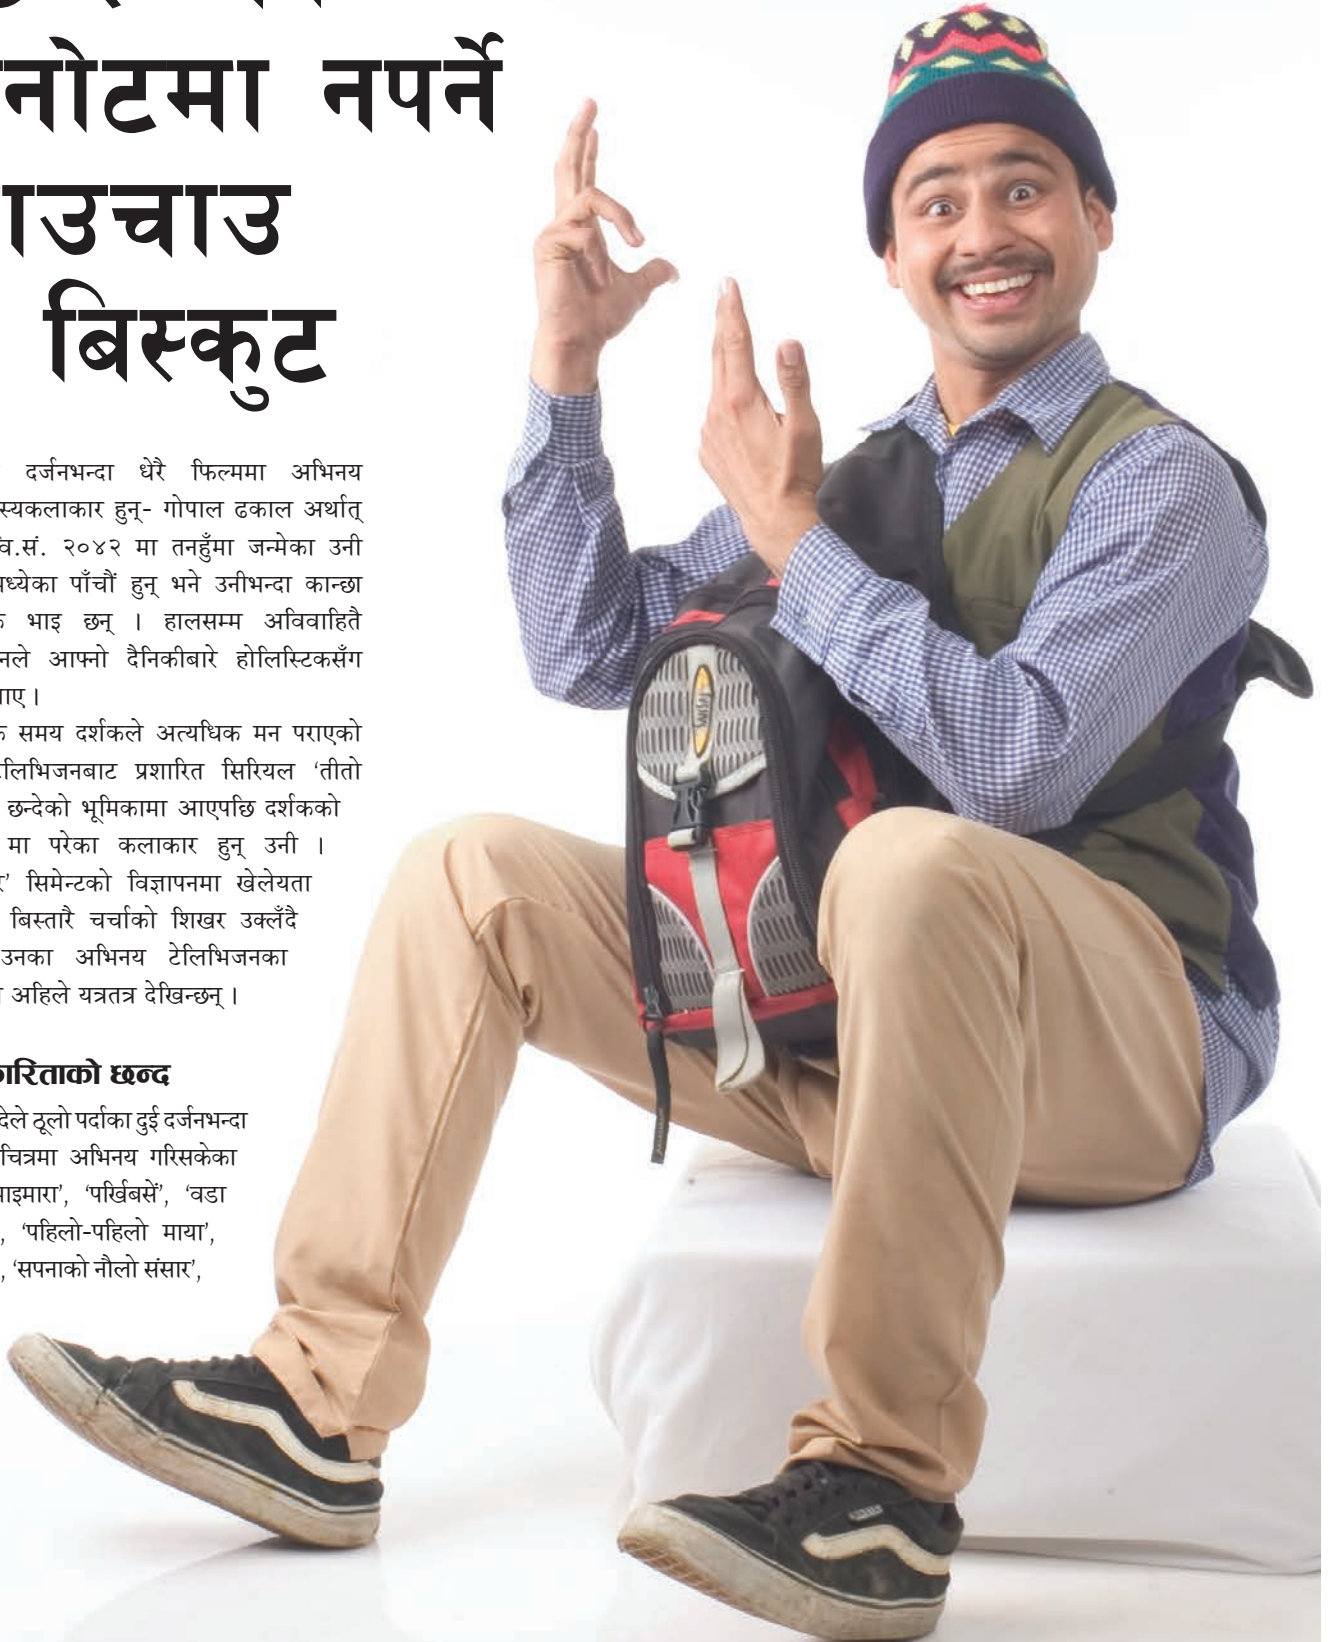 नोटमा नपर्ने
ाउचाउ
बिस्कुट
दर्जनभन्दा धेरै फिल्ममा अभिनय
स्यकलाकार हुन्- गोपाल ढकाल अर्थात्
वि.सं. २०४२ मा तनहुँमा जन्मेका उनी
मध्येका पाँचौं हुन् भने उनीभन्दा कान्छा
भाइ छन् । हालसम्म अविवाहितै
नले आफ्नो दैनिकीबारे होलिस्टिकसँग
ाए ।
समय दर्शकले अत्यधिक मन पराएको
टेलिभिजनबाट प्रशारित सिरियल ‘तीतो
छन्देको भूमिकामा आएपछि दर्शकको
मा परेका कलाकार हुन् उनी ।
र’ सिमेन्टको विज्ञापनमा खेलेयता
बिस्तारै चर्चाको शिखर उक्लँदै
उनका अभिनय टेलिभिजनका
अहिले यत्रतत्र देखिन्छन् ।
कारिताको छन्द
देले ठूलो पर्दाका दुई दर्जनभन्दा
चित्रमा अभिनय गरिसकेका
माइमारा’, ‘पर्खिबसें’, ‘वडा
, ‘पहिलो-पहिलो माया’,
, ‘सपनाको नौलो संसार’,